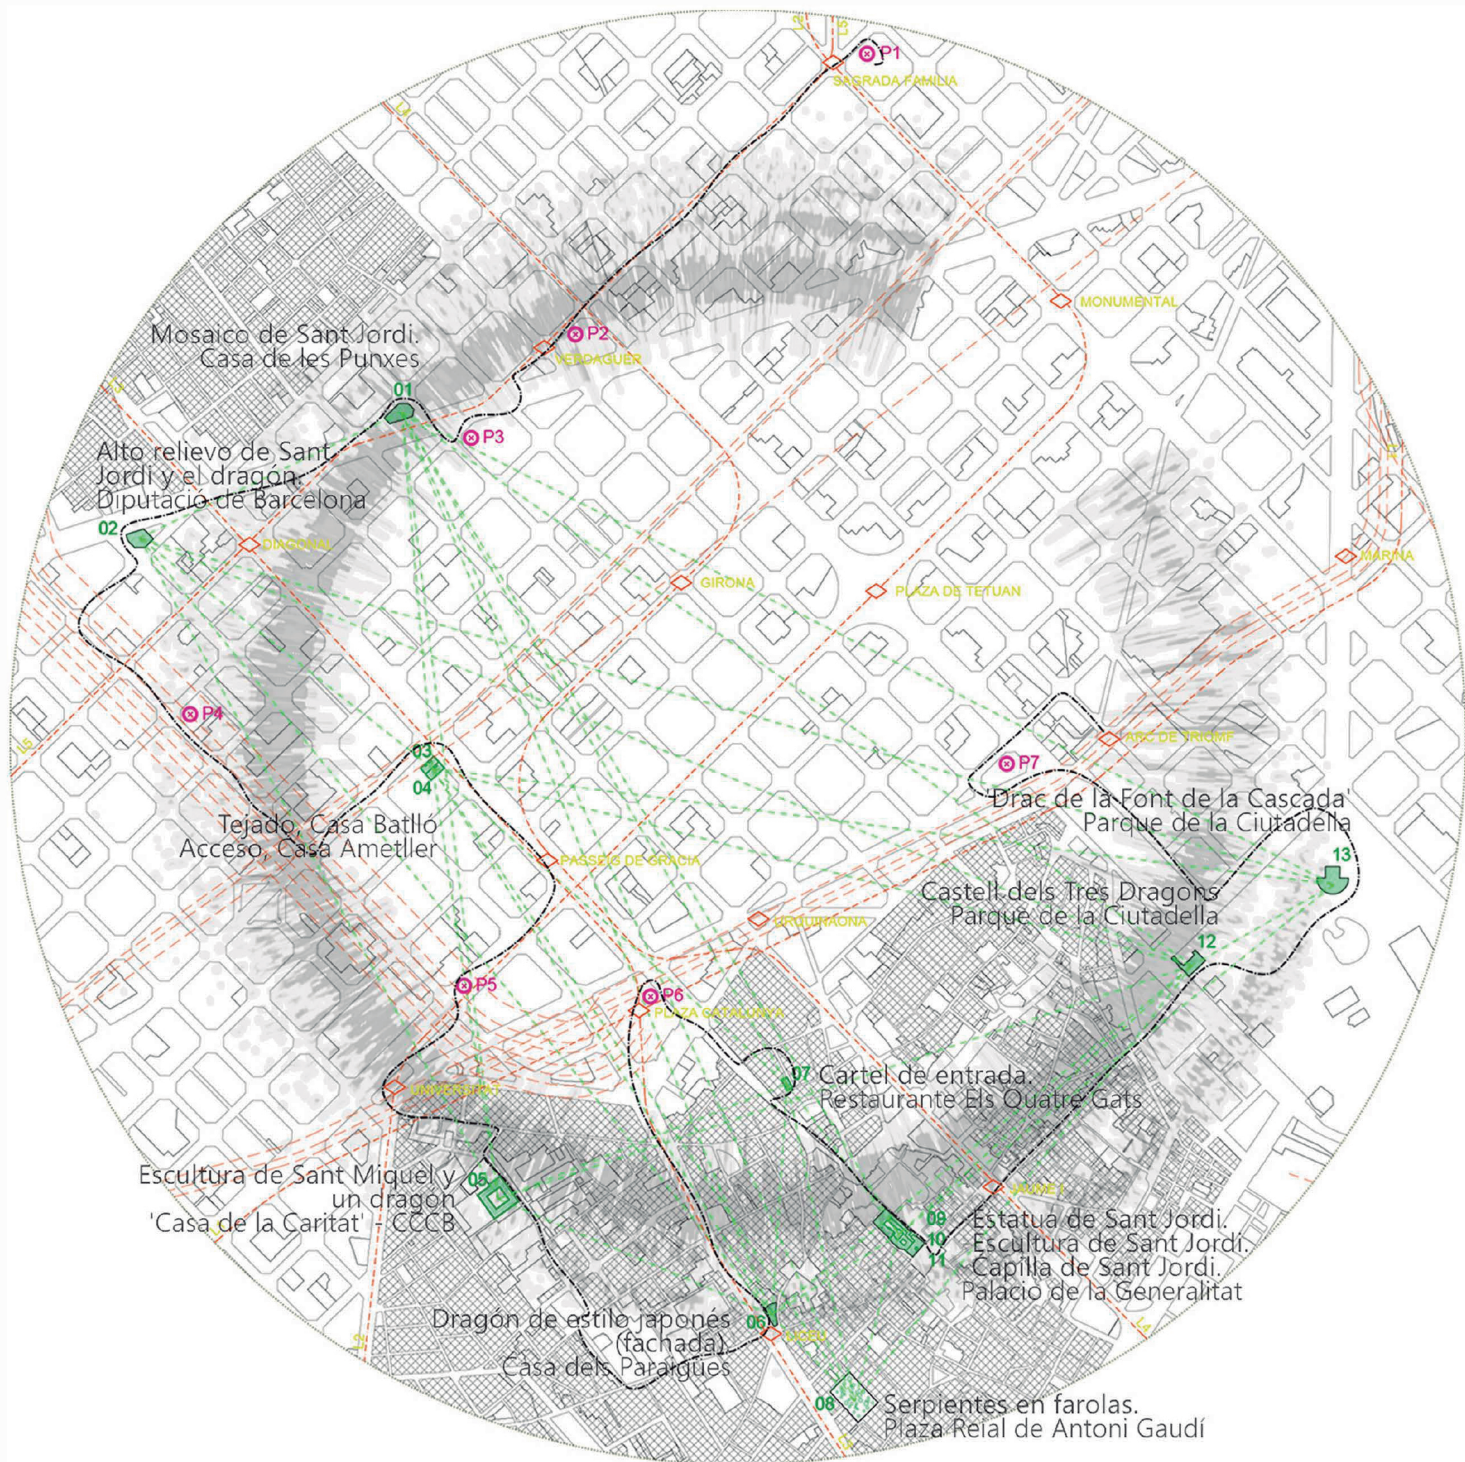 L2
L5
P1
SAGRADA FAMILIA
L4
MONUMENTAL
Mosaico de Sant Jordi.
Casa de les Punxes
P2
VERDAGUER
01
P3
Alto relievo de Sant
Jordi y el dragón.
Diputació de Barcelona
02
DIAGONAL
GIRONA
PLAZA DE TETUAN
MARINA
P4
L5
03
04
ARC DE TRIOMF
P7
'Drac de la Font de la Cascada'
Parque de la Ciutadella
Tejado, Casa Batlló
Acceso, Casa Ametller
PASSEIG DE GRACIA
13
Castell dels Tres Dragons
Parque de la Ciutadella
URQUINAONA
12
P5
P6
PLAZA CATALUNYA
UNIVERSITAT
07
Cartel de entrada.
Restaurante Els Quatre Gats
Escultura de Sant Miquel y
un dragón
'Casa de la Caritat' - CCCB
05
JAUME I
09
10
11
Estatua de Sant Jordi.
Escultura de Sant Jordi.
Capilla de Sant Jordi.
Palacio de la Generalitat
Dragón de estilo japonés
(fachada).
Casa dels Paraigües
06
LICEU
L2
L4
08
Serpientes en farolas.
Plaza Reial de Antoni Gaudí
L3